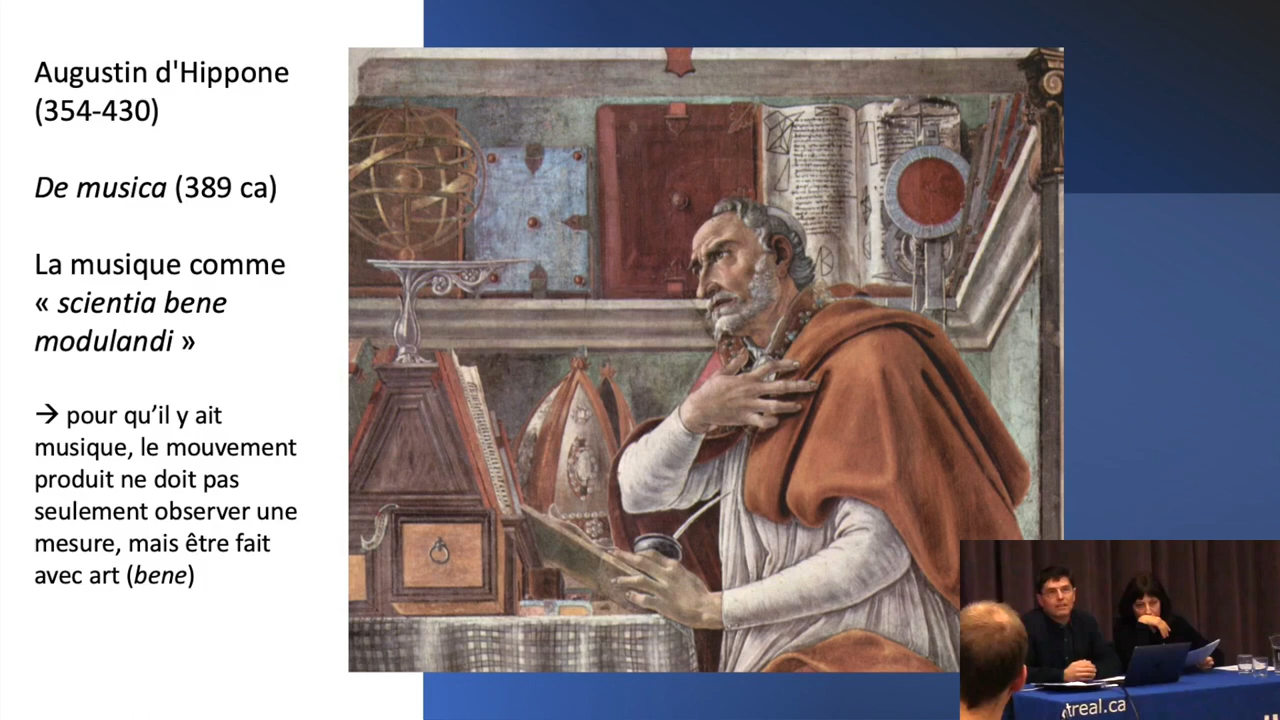 Augustin d'Hippone
(354-430)
De musica (389 ca)
La musique comme
« scientia bene
modulandi »
→ pour qu’il y ait
musique, le mouvement
produit ne doit pas
seulement observer une
mesure, mais être fait
avec art (bene)
treal.ca